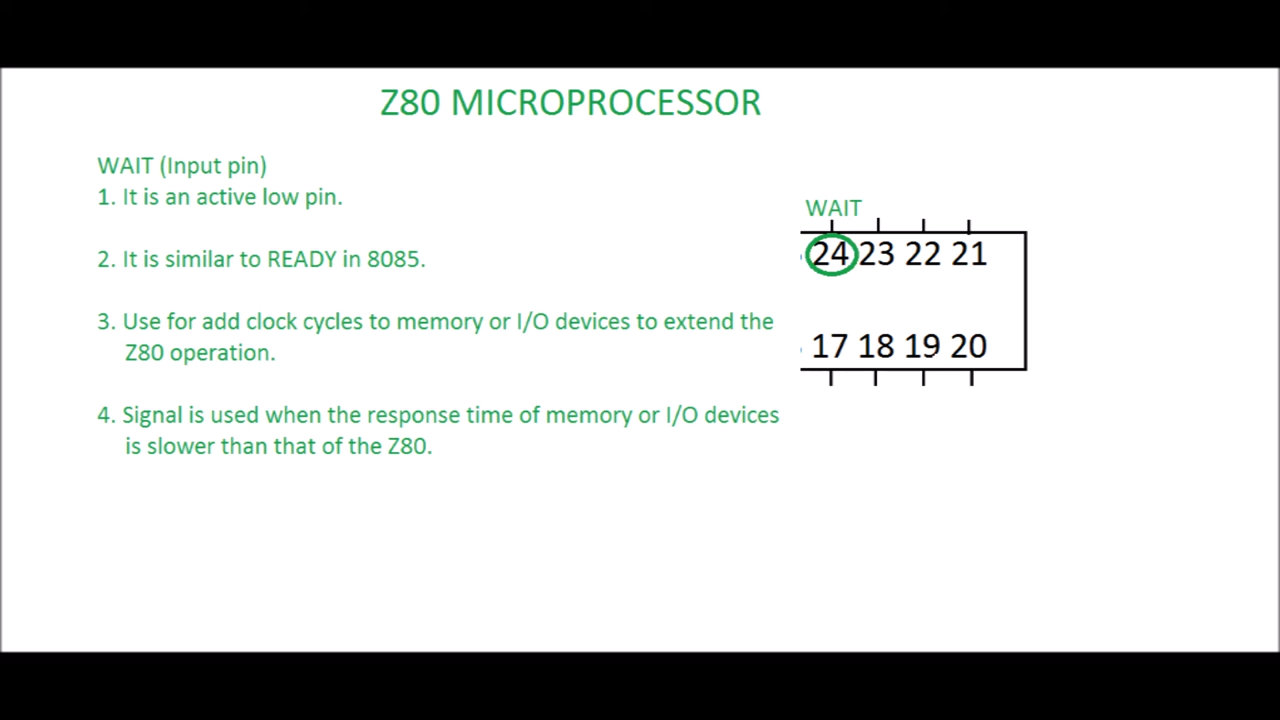 Z80 MICROPROCESSOR
WAIT (Input pin)
1. It is an active low pin.
2. It is similar to READY in 8085.
3. Use for add clock cycles to memory or I/O devices to extend the
Z80 operation.
4. Signal is used when the response time of memory or I/O devices
is slower than that of the Z80.
WAIT
24 23 22 21
17 18 19 20